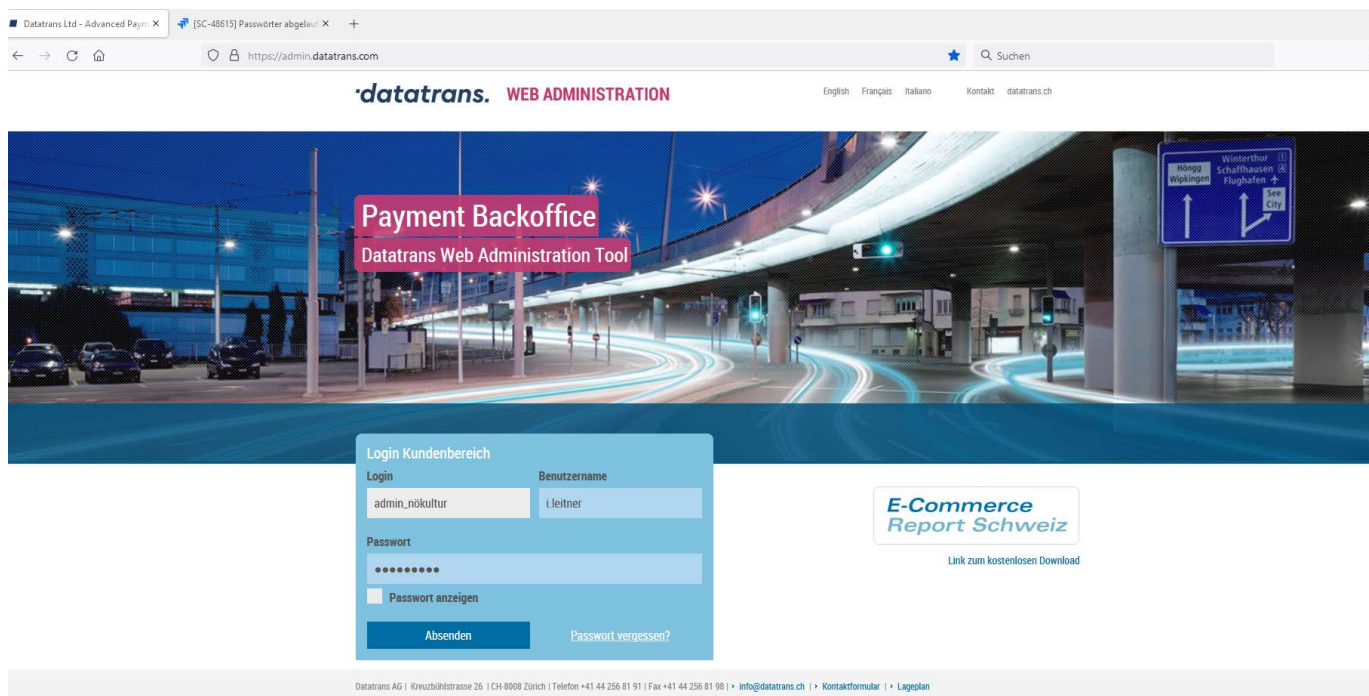 Datatrans Ltd - Advanced Paym
[SC-48615] Passwörter abgelauf
https://admin.datatrans.com
Suchen
datatrans. WEB ADMINISTRATION
English Français Italiano Kontakt datatrans.ch
Höngg
Wipkingen
Winterthur 1
Schaffhausen 4
Flughafen
See
City
Payment Backoffice
Datatrans Web Administration Tool
Login Kundenbereich
Login Benutzername
admin_nökultur i.leitner
Passwort
Passwort anzeigen
Absenden Passwort vergessen?
E-Commerce
Report Schweiz
Link zum kostenlosen Download
Datatrans AG | Kreuzbühlstrasse 26 | CH-8008 Zürich | Telefon +41 44 256 81 91 | Fax +41 44 256 81 98 | info@datatrans.ch | Kontaktformular | Lageplan